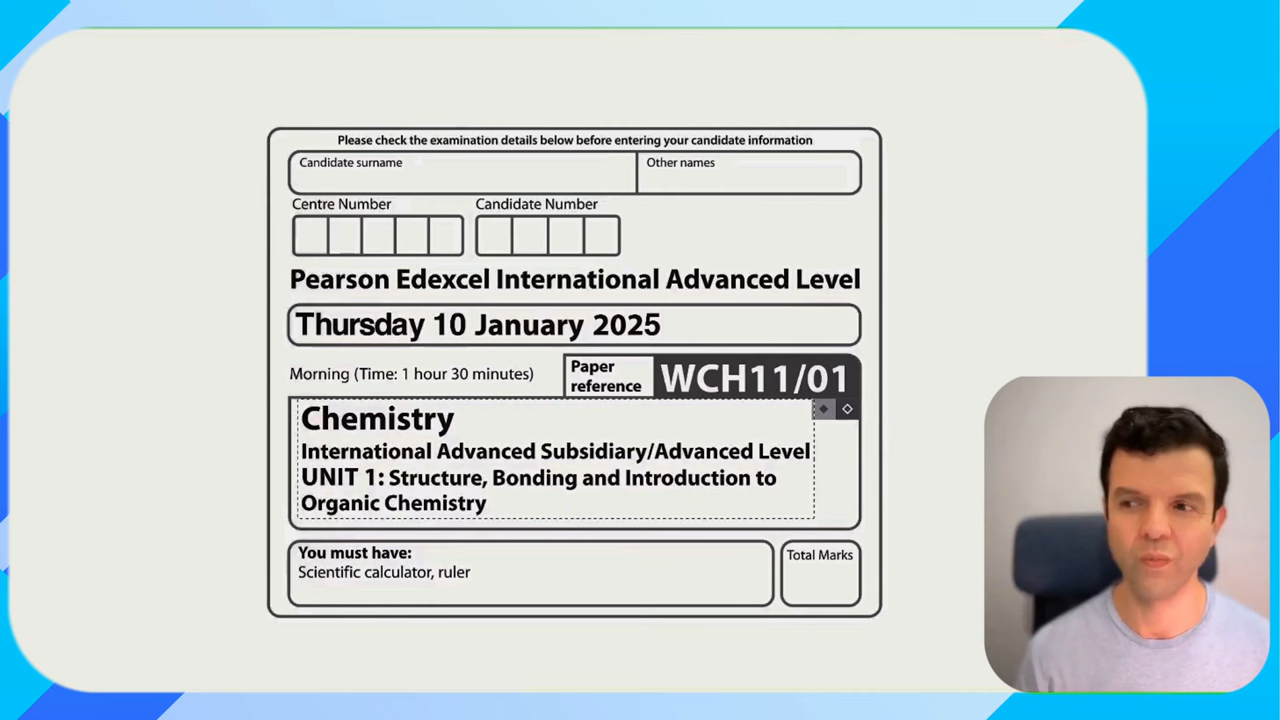 Please check the examination details below before entering your candidate information
Candidate surname
Other names
Centre Number
Candidate Number
Pearson Edexcel International Advanced Level
Thursday 10 January 2025
Morning (Time: 1 hour 30 minutes)
Paper
reference
WCH11/01
Chemistry
International Advanced Subsidiary/Advanced Level
UNIT 1: Structure, Bonding and Introduction to
Organic Chemistry
You must have:
Scientific calculator, ruler
Total Marks